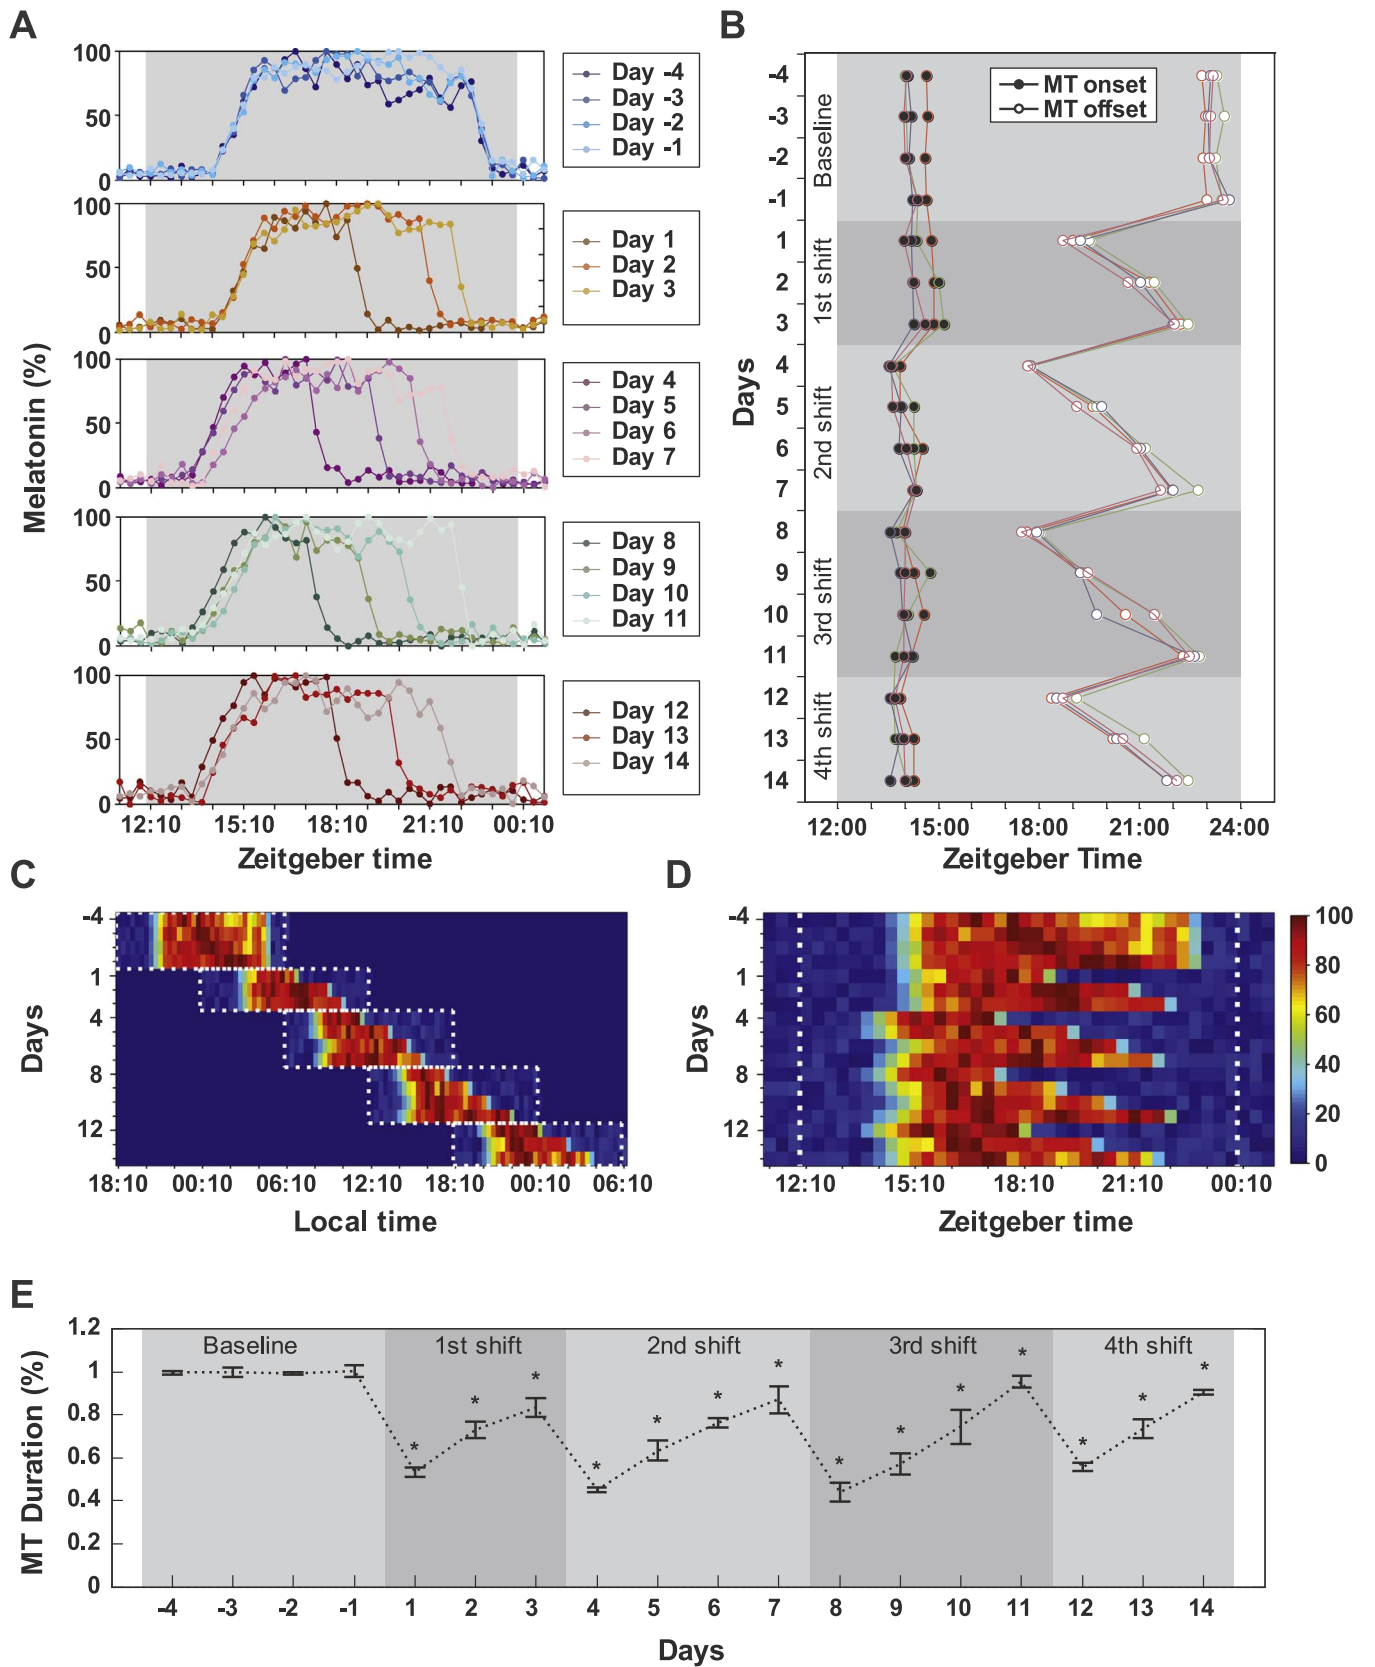 A
100
50
0
Day -4
Day -3
Day -2
Day -1
100
50
0
Day 1
Day 2
Day 3
100
50
0
Day 4
Day 5
Day 6
Day 7
100
50
0
Day 8
Day 9
Day 10
Day 11
100
50
0
Day 12
Day 13
Day 14
Melatonin (%)
12:10 15:10 18:10 21:10 00:10
Zeitgeber time
B
MT onset
MT offset
-4
-3
-2
-1
1
2
3
4
5
6
7
8
9
10
11
12
13
14
Days
Baseline
1st shift
2nd shift
3rd shift
4th shift
12:00 15:00 18:00 21:00 24:00
Zeitgeber Time
C
-4
1
4
8
12
Days
18:10 00:10 06:10 12:10 18:10 00:10 06:10
Local time
D
-4
1
4
8
12
Days
12:10 15:10 18:10 21:10 00:10
Zeitgeber time
100
80
60
40
20
0
E
1.2
1
0.8
0.6
0.4
0.2
0
MT Duration (%)
Baseline 1st shift 2nd shift 3rd shift 4th shift
* * * * * * * * * * * * * *
-4 -3 -2 -1 1 2 3 4 5 6 7 8 9 10 11 12 13 14
Days